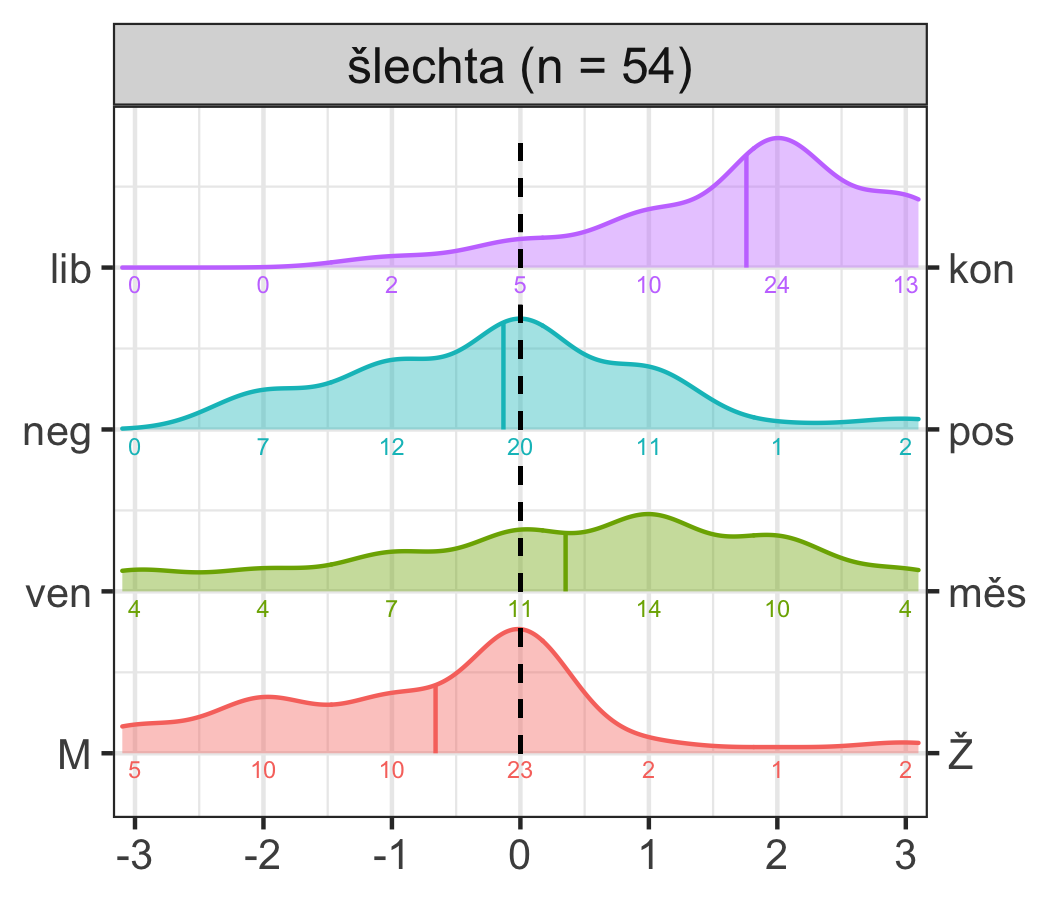 šlechta (n = 54)
lib kon
0 0 2 5 10 24 13
neg pos
0 7 12 20 11 1 2
ven měs
4 4 7 11 14 10 4
M Ž
5 10 10 23 2 1 2
-3 -2 -1 0 1 2 3